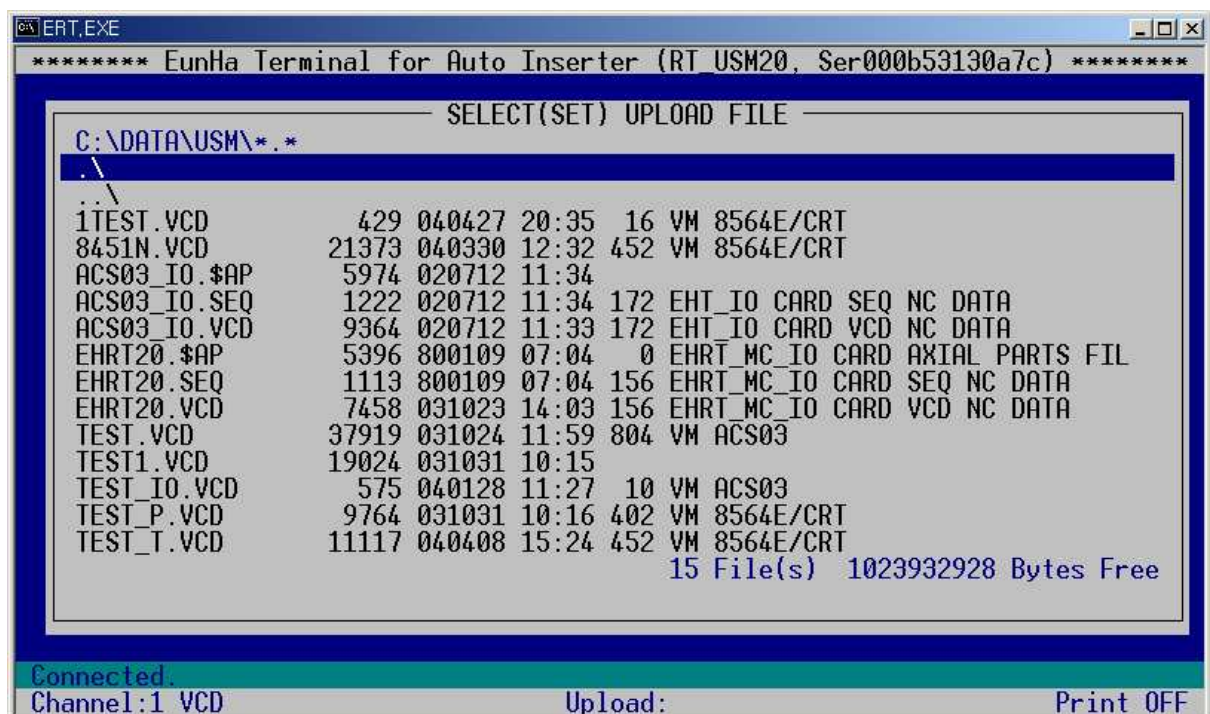 ERT.EXE
******** EunHa Terminal for Auto Inserter (RT_USM20, Ser000b53130a7c) ********
SELECT(SET) UPLOAD FILE
C:\DATA\USM\*.*
.\
..\
1TEST.VCD 429 040427 20:35 16 VM 8564E/CRT
8451N.VCD 21373 040330 12:32 452 VM 8564E/CRT
ACS03_IO.$AP 5974 020712 11:34
ACS03_IO.SEQ 1222 020712 11:34 172 EHT_IO CARD SEQ NC DATA
ACS03_IO.VCD 9364 020712 11:33 172 EHT_IO CARD VCD NC DATA
EHRT20.$AP 5396 800109 07:04 0 EHRT_MC_IO CARD AXIAL PARTS FIL
EHRT20.SEQ 1113 800109 07:04 156 EHRT_MC_IO CARD SEQ NC DATA
EHRT20.VCD 7458 031023 14:03 156 EHRT_MC_IO CARD VCD NC DATA
TEST.VCD 37919 031024 11:59 804 VM ACS03
TEST1.VCD 19024 031031 10:15
TEST_IO.VCD 575 040128 11:27 10 VM ACS03
TEST_P.VCD 9764 031031 10:16 402 VM 8564E/CRT
TEST_T.VCD 11117 040408 15:24 452 VM 8564E/CRT
15 File(s) 1023932928 Bytes Free
Connected.
Channel:1 VCD Upload: Print OFF